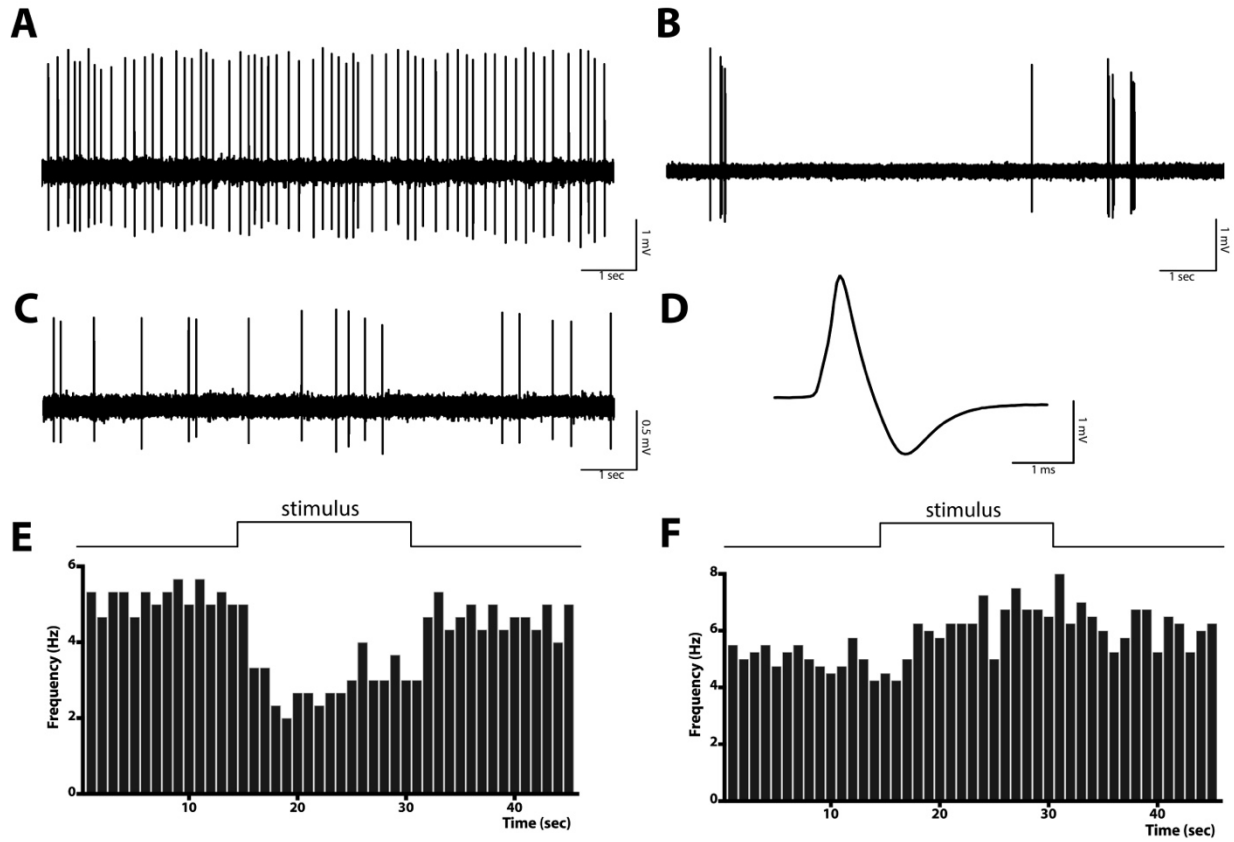 A
B
1 mV
1 sec
1 mV
1 sec
C
D
0.5 mV
1 sec
1 mV
1 ms
E
stimulus
F
stimulus
Frequency (Hz)
6
4
2
0
10
20
30
40
Time (sec)
Frequency (Hz)
8
6
4
2
0
10
20
30
40
Time (sec)